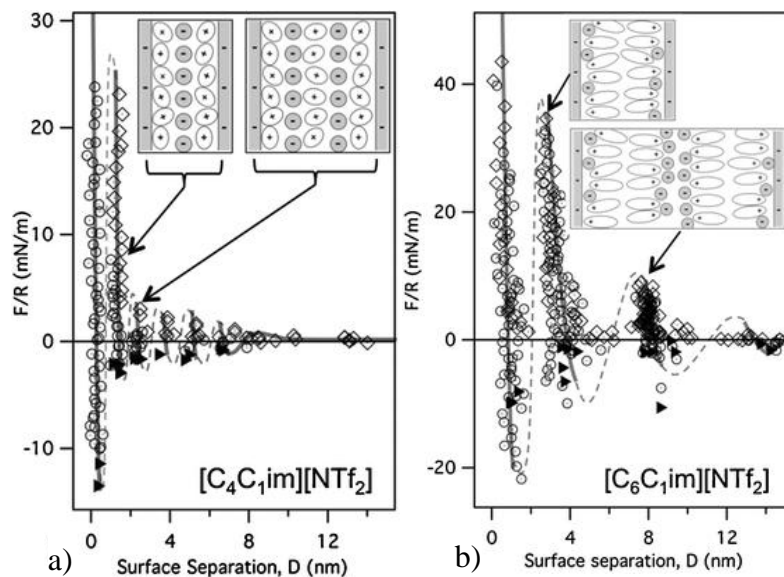 30
20
10
0
-10
F/R (mN/m)
[C₄C₁im][NTf₂]
0 4 8 12
a) Surface Separation, D (nm)
40
20
0
-20
F/R (mN/m)
[C₆C₁im][NTf₂]
0 4 8 12
b) Surface separation, D (nm)